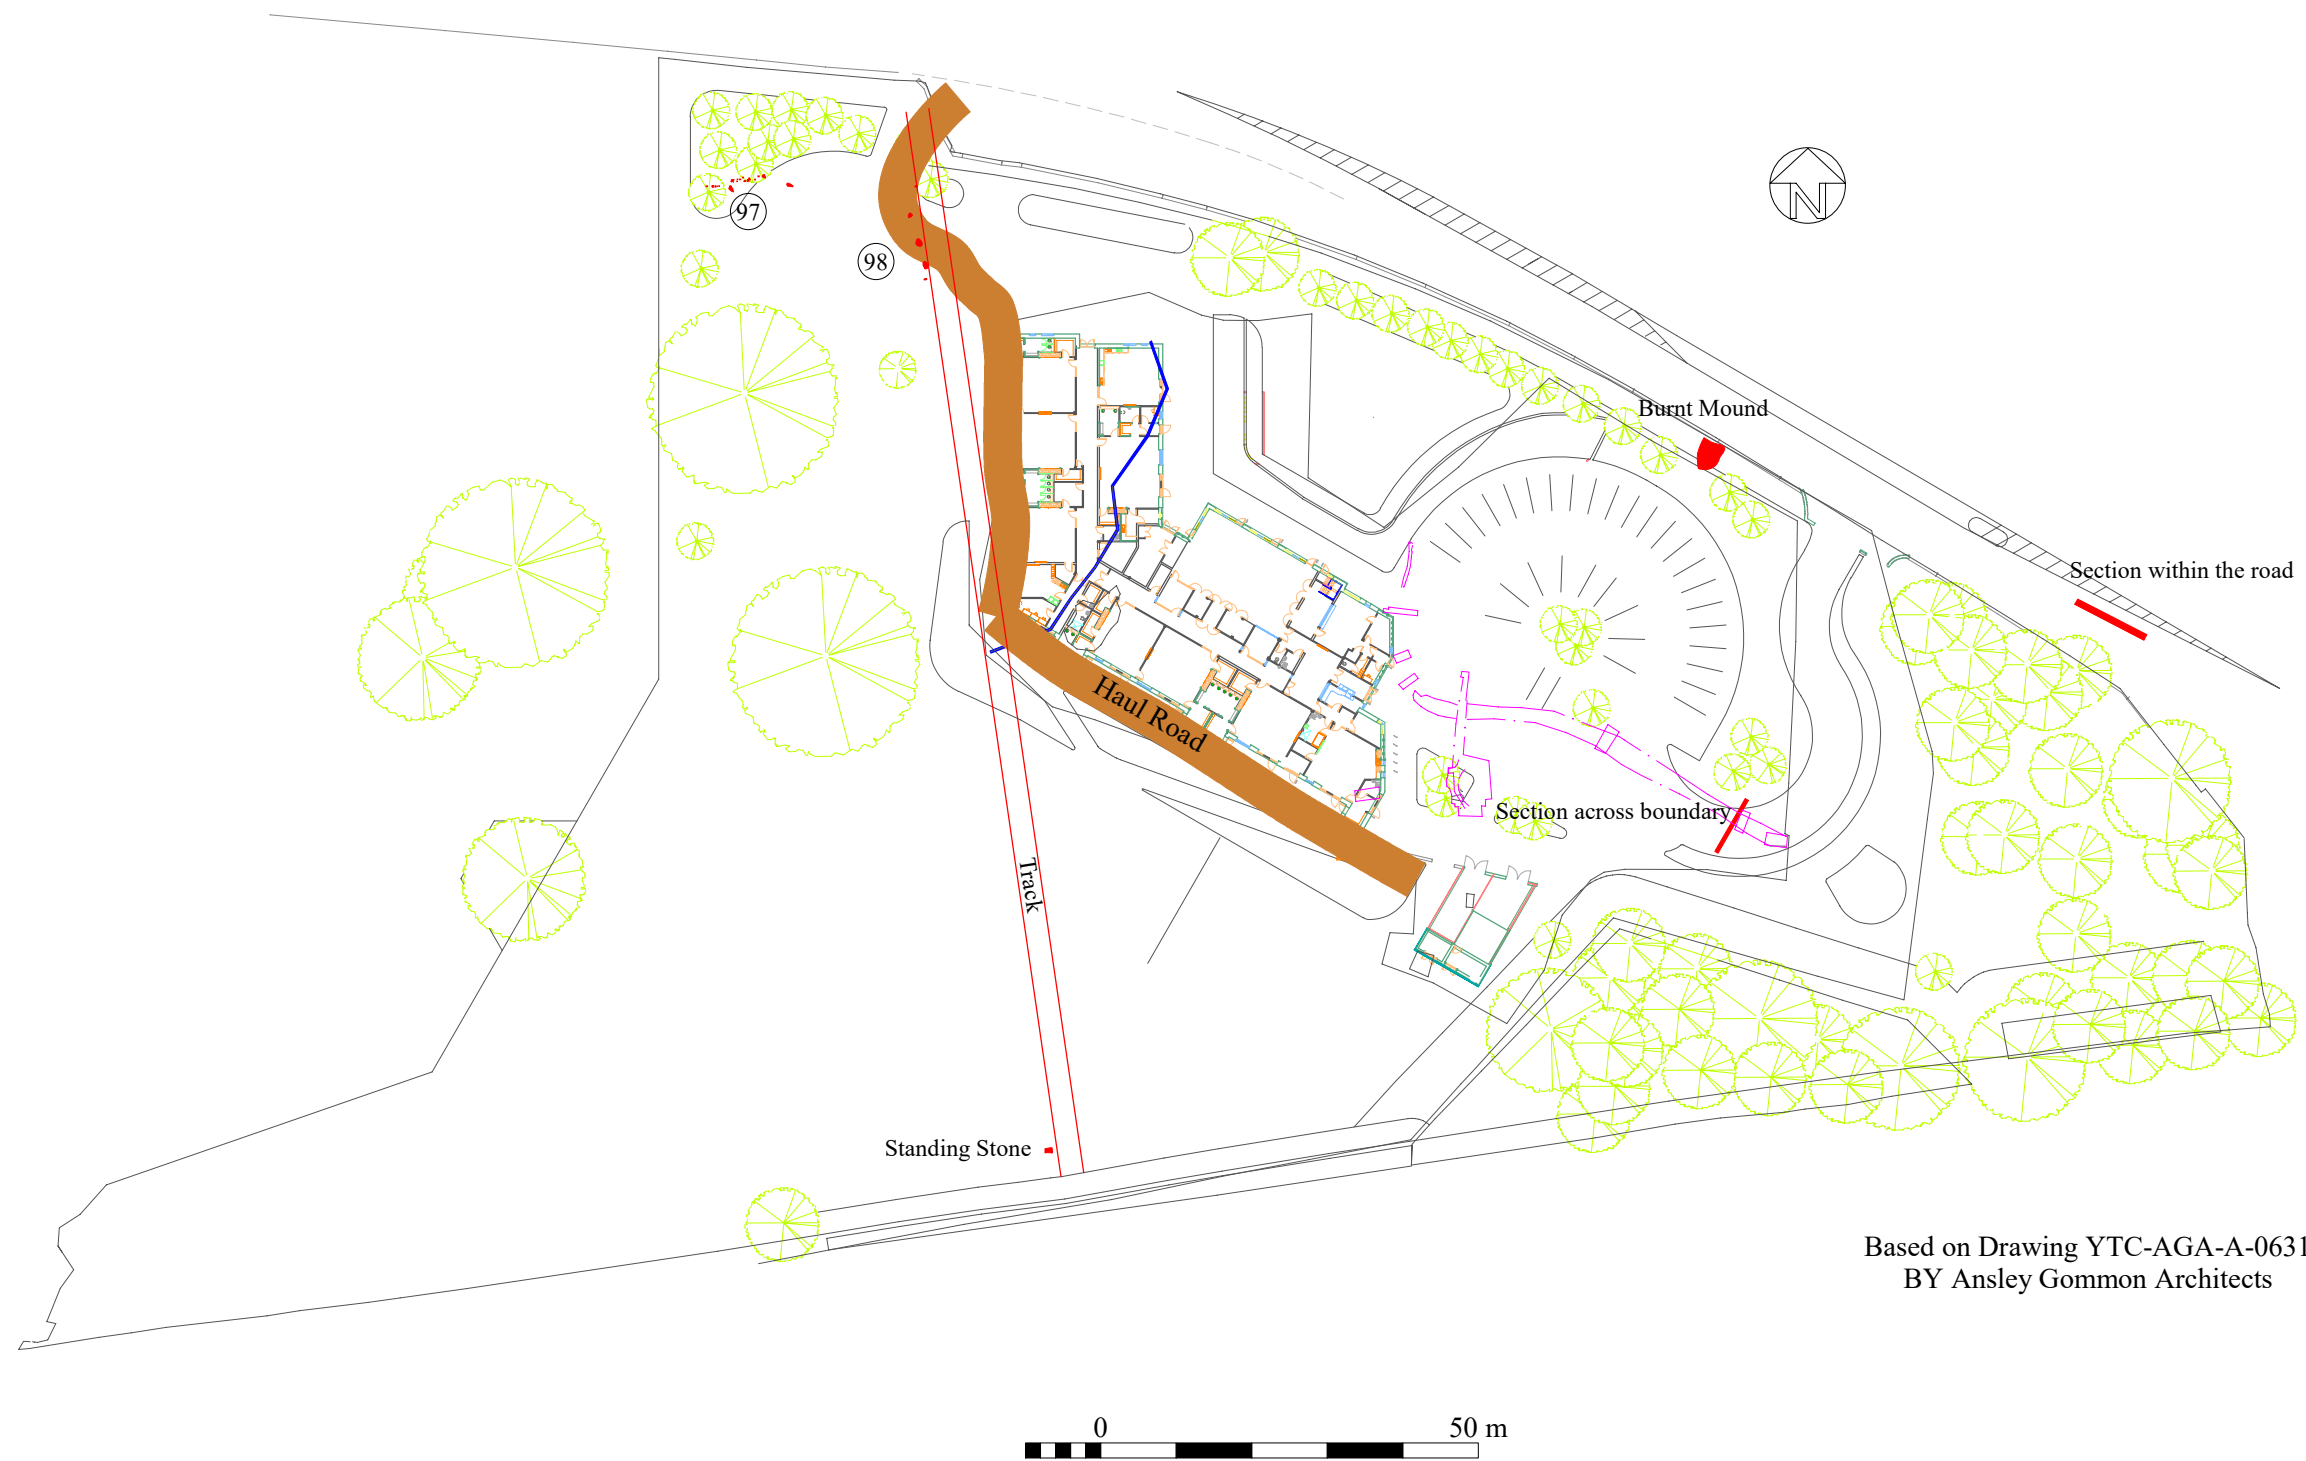 N
97
98
Burnt Mound
Section within the road
Haul Road
Section across boundary
Track
Standing Stone
Based on Drawing YTC-AGA-A-0631
BY Ansley Gommon Architects
0 50 m